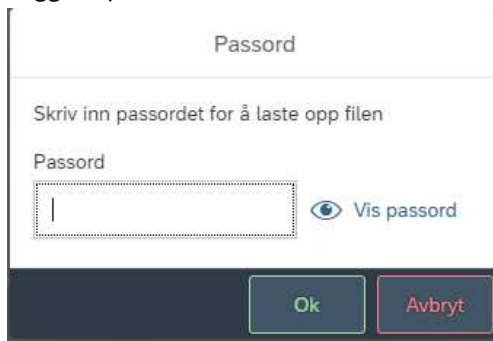 Passord
Skriv inn passordet for å laste opp filen
Passord
Vis passord
Ok Avbryt